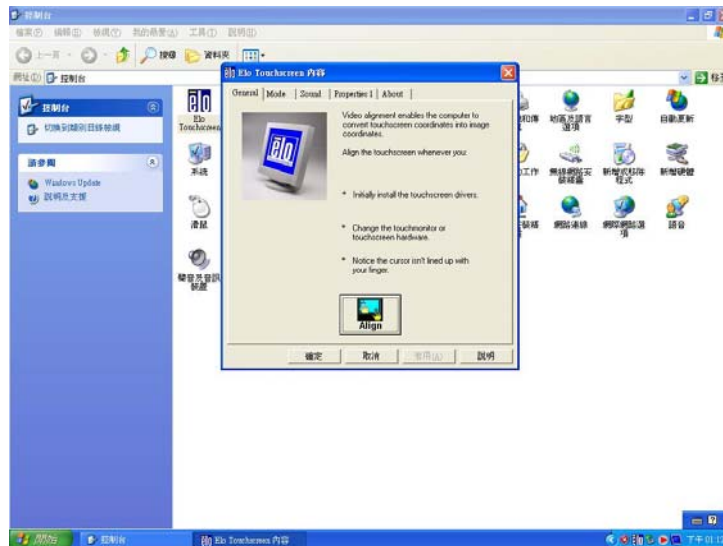 控制台
檔案(F) 編輯(E) 檢視(V) 我的最愛(A) 工具(T) 說明(H)
上一頁 搜尋 資料夾
網址(D) 控制台
控制台
切換到類別目錄檢視
請參閱
Windows Update
說明及支援
Elo Touchscreen
系統
滑鼠
聲音及音訊裝置
Elo Touchscreen 內容
General Mode Sound Properties 1 About
elo
Video alignment enables the computer to
convert touchscreen coordinates into image
coordinates.
Align the touchscreen whenever you:
* Initially install the touchscreen drivers.
* Change the touchmonitor or
touchscreen hardware.
* Notice the cursor isn't lined up with
your finger.
Align
確定 取消 套用(A) 說明
地區及語言選項
字型
自動更新
無線網路安裝精靈
新增或移除程式
新增硬體
網路連線
網際網路選項
語音
開始 控制台 Elo Touchscreen 內容 下午 01:12